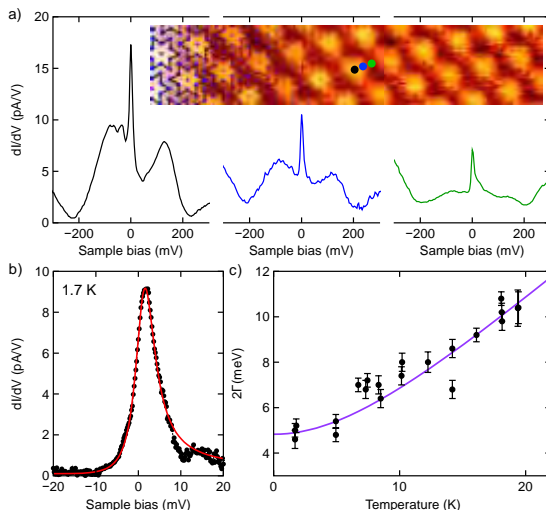 a)
dI/dV (pA/V)
15
10
5
0
-200
0
200
-200
0
200
-200
0
200
Sample bias (mV)
Sample bias (mV)
Sample bias (mV)
b)
1.7 K
dI/dV (pA/V)
10
8
6
4
2
0
-20
-10
0
10
20
Sample bias (mV)
c)
2Γ(meV)
12
10
8
6
4
0
10
20
Temperature (K)